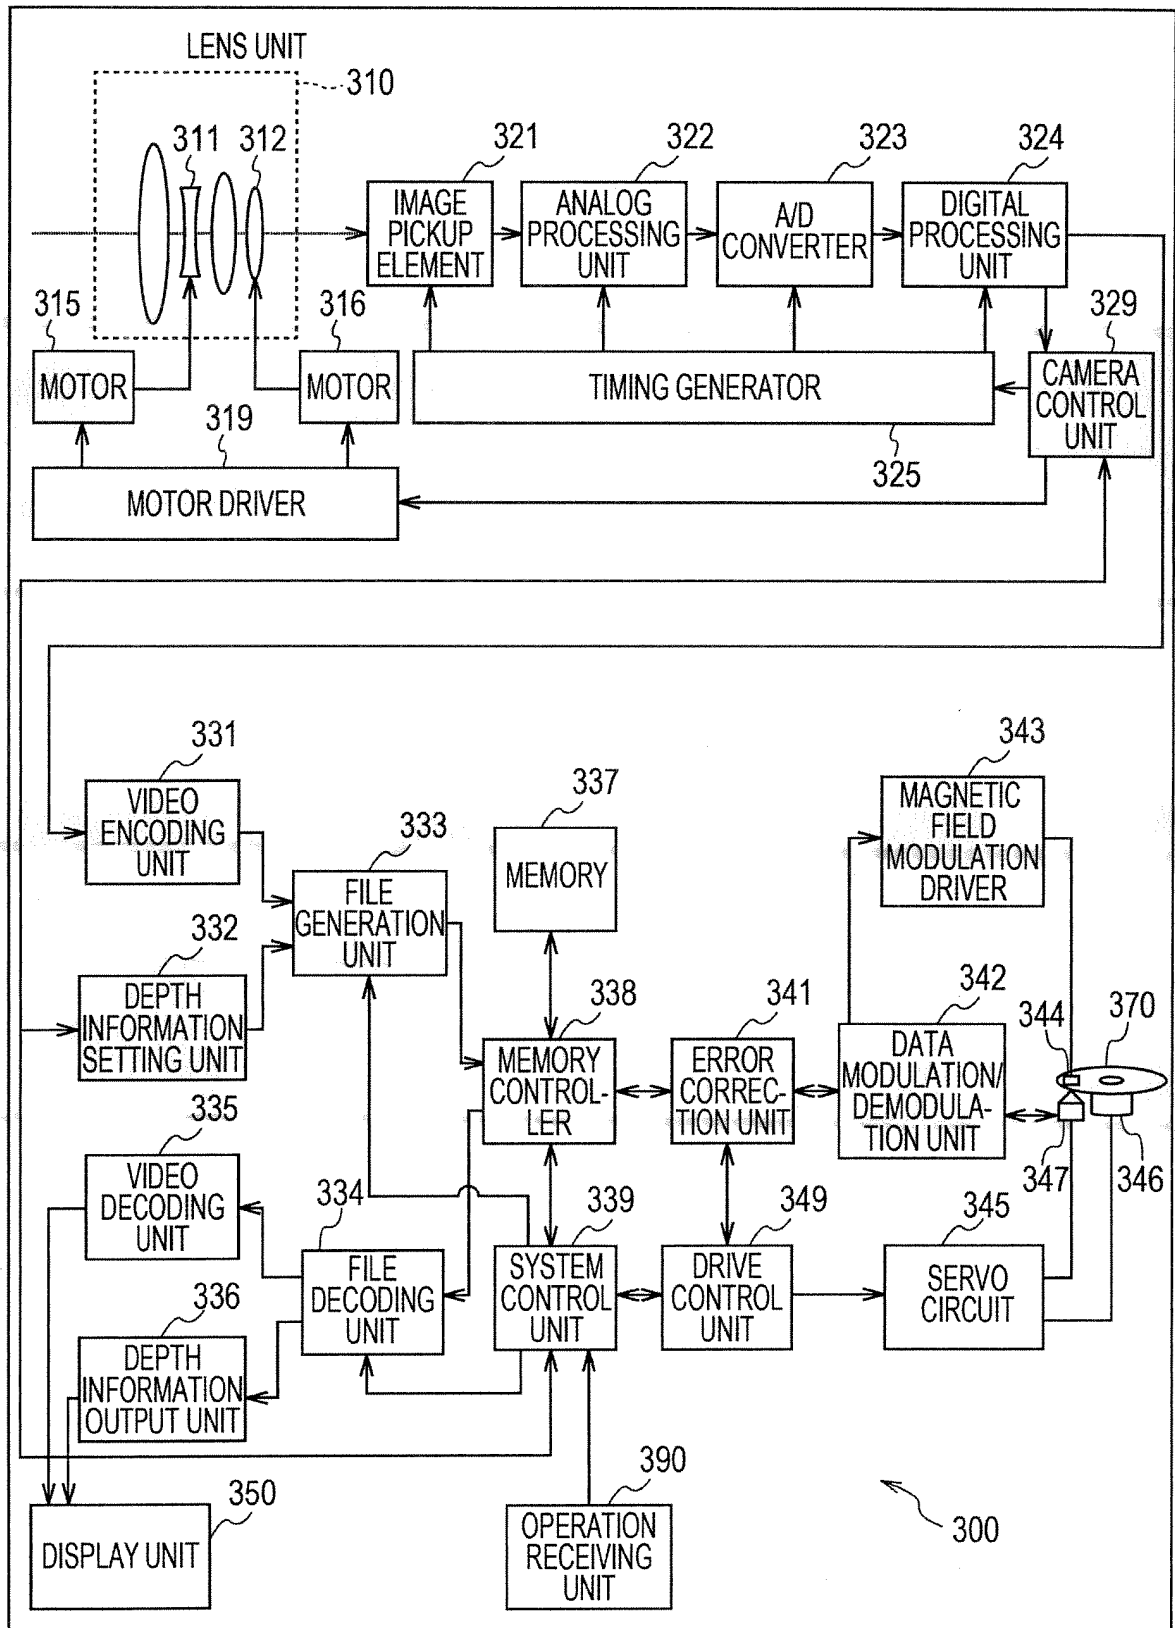 LENS UNIT
310
311
312
321
322
323
324
IMAGE
PICKUP
ELEMENT
ANALOG
PROCESSING
UNIT
A/D
CONVERTER
DIGITAL
PROCESSING
UNIT
315
316
329
MOTOR
MOTOR
TIMING GENERATOR
CAMERA
CONTROL
UNIT
319
325
MOTOR DRIVER
331
VIDEO
ENCODING
UNIT
333
FILE
GENERATION
UNIT
337
MEMORY
343
MAGNETIC
FIELD
MODULATION
DRIVER
332
DEPTH
INFORMATION
SETTING UNIT
338
MEMORY
CONTROL-
LER
341
ERROR
CORREC-
TION UNIT
342
DATA
MODULATION/
DEMODULA-
TION UNIT
344
370
347
346
335
VIDEO
DECODING
UNIT
334
FILE
DECODING
UNIT
339
SYSTEM
CONTROL
UNIT
349
DRIVE
CONTROL
UNIT
345
SERVO
CIRCUIT
336
DEPTH
INFORMATION
OUTPUT UNIT
350
DISPLAY UNIT
390
OPERATION
RECEIVING
UNIT
300